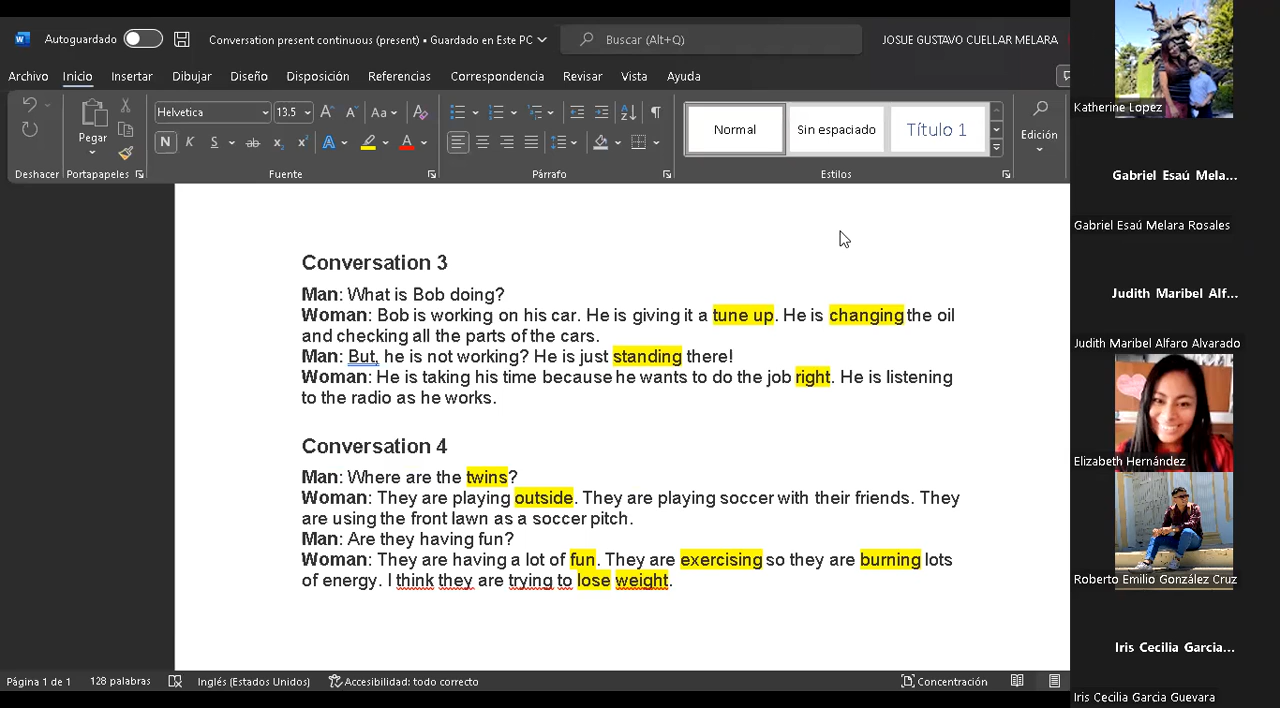 Autoguardado
Conversation present continuous (present) • Guardado en Este PC
Buscar (Alt+Q)
JOSUE GUSTAVO CUELLAR MELARA
Archivo Inicio Insertar Dibujar Diseño Disposición Referencias Correspondencia Revisar Vista Ayuda
Helvetica 13.5
Pegar
Normal
Sin espaciado
Título 1
Edición
Deshacer Portapapeles Fuente Párrafo Estilos
Conversation 3
Man: What is Bob doing?
Woman: Bob is working on his car. He is giving it a tune up. He is changing the oil
and checking all the parts of the cars.
Man: But, he is not working? He is just standing there!
Woman: He is taking his time because he wants to do the job right. He is listening
to the radio as he works.
Conversation 4
Man: Where are the twins?
Woman: They are playing outside. They are playing soccer with their friends. They
are using the front lawn as a soccer pitch.
Man: Are they having fun?
Woman: They are having a lot of fun. They are exercising so they are burning lots
of energy. I think they are trying to lose weight.
Página 1 de 1 128 palabras Inglés (Estados Unidos) Accesibilidad: todo correcto Concentración
Katherine Lopez
Gabriel Esaú Mela...
Gabriel Esaú Melara Rosales
Judith Maribel Alf...
Judith Maribel Alfaro Alvarado
Elizabeth Hernández
Roberto Emilio González Cruz
Iris Cecilia Garcia...
Iris Cecilia Garcia Guevara